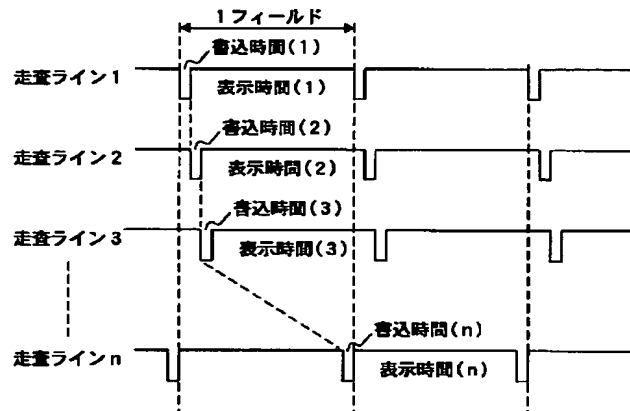 1フィールド
書込時間(1)
走査ライン1
表示時間(1)
書込時間(2)
走査ライン2
表示時間(2)
書込時間(3)
走査ライン3
表示時間(3)
書込時間(n)
走査ラインn
表示時間(n)